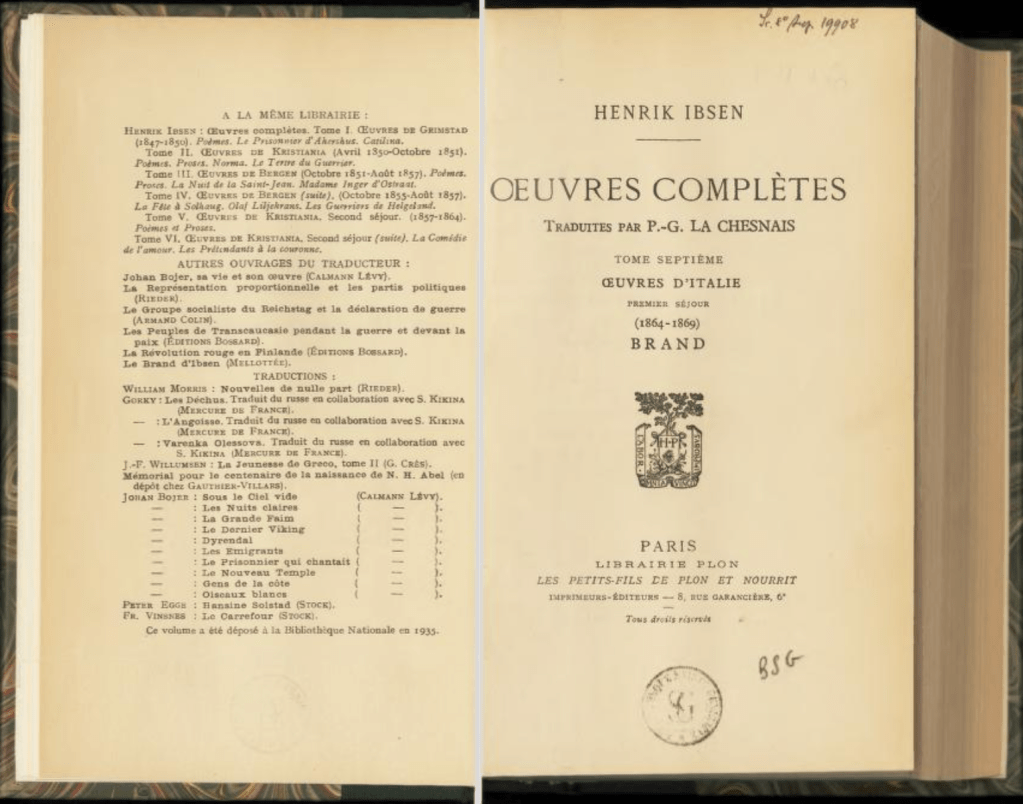 A LA MÊME LIBRAIRIE :
HENRIK IBSEN : Œuvres complètes. Tome I. ŒUVRES DE GRIMSTAD
(1847-1850). Poèmes. Le Prisonnier d'Akershus. Catilina.
Tome II. ŒUVRES DE KRISTIANIA (Avril 1850-Octobre 1851).
Poèmes. Proses. Norma. Le Tertre du Guerrier.
Tome III. ŒUVRES DE BERGEN (Octobre 1851-Août 1857). Poèmes.
Proses. La Nuit de la Saint-Jean. Madame Inger d'Ostraat.
Tome IV. ŒUVRES DE BERGEN (suite), (Octobre 1855-Août 1857).
La Fête à Solhaug. Olaf Liljekrans. Les Guerriers de Helgeland.
Tome V. ŒUVRES DE KRISTIANIA. Second séjour. (1857-1864).
Poèmes et Proses.
Tome VI. ŒUVRES DE KRISTIANIA, Second séjour (suite). La Comédie
de l'amour. Les Prétendants à la couronne.
AUTRES OUVRAGES DU TRADUCTEUR :
Johan Bojer, sa vie et son œuvre (CALMANN LÉVY).
La Représentation proportionnelle et les partis politiques
(RIEDER).
Le Groupe socialiste du Reichstag et la déclaration de guerre
(ARMAND COLIN).
Les Peuples de Transcaucasie pendant la guerre et devant la
paix (ÉDITIONS BOSSARD).
La Révolution rouge en Finlande (ÉDITIONS BOSSARD).
Le Brand d'Ibsen (MELLOTTÉE).
TRADUCTIONS :
WILLIAM MORRIS : Nouvelles de nulle part (RIEDER).
GORKY : Les Déchus. Traduit du russe en collaboration avec S. KIKINA
(MERCURE DE FRANCE).
— : L'Angoisse. Traduit du russe en collaboration avec S. KIKINA
(MERCURE DE FRANCE).
— : Varenka Olessova. Traduit du russe en collaboration avec
S. KIKINA (MERCURE DE FRANCE).
J.-F. WILLUMSEN : La Jeunesse de Greco, tome II (G. CRÈS).
Mémorial pour le centenaire de la naissance de N. H. Abel (en
dépôt chez GAUTHIER-VILLARS).
JOHAN BOJER : Sous le Ciel vide (CALMANN LÉVY).
— : Les Nuits claires ( — ).
— : La Grande Faim ( — ).
— : Le Dernier Viking ( — ).
— : Dyrendal ( — ).
— : Les Emigrants ( — ).
— : Le Prisonnier qui chantait ( — ).
— : Le Nouveau Temple ( — ).
— : Gens de la côte ( — ).
— : Oiseaux blancs ( — ).
PETER EGGE : Hansine Solstad (STOCK).
FR. VINSNES : Le Carrefour (STOCK).
Ce volume a été déposé à la Bibliothèque Nationale en 1935.
19908
HENRIK IBSEN
ŒUVRES COMPLÈTES
TRADUITES PAR P.-G. LA CHESNAIS
TOME SEPTIÈME
ŒUVRES D'ITALIE
PREMIER SÉJOUR
(1864-1869)
BRAND
LABOR
H·P
OMNIA VINCIT
PARIS
LIBRAIRIE PLON
LES PETITS-FILS DE PLON ET NOURRIT
IMPRIMEURS-ÉDITEURS — 8, RUE GARANCIÈRE, 6e
Tous droits réservés
BSG
SG